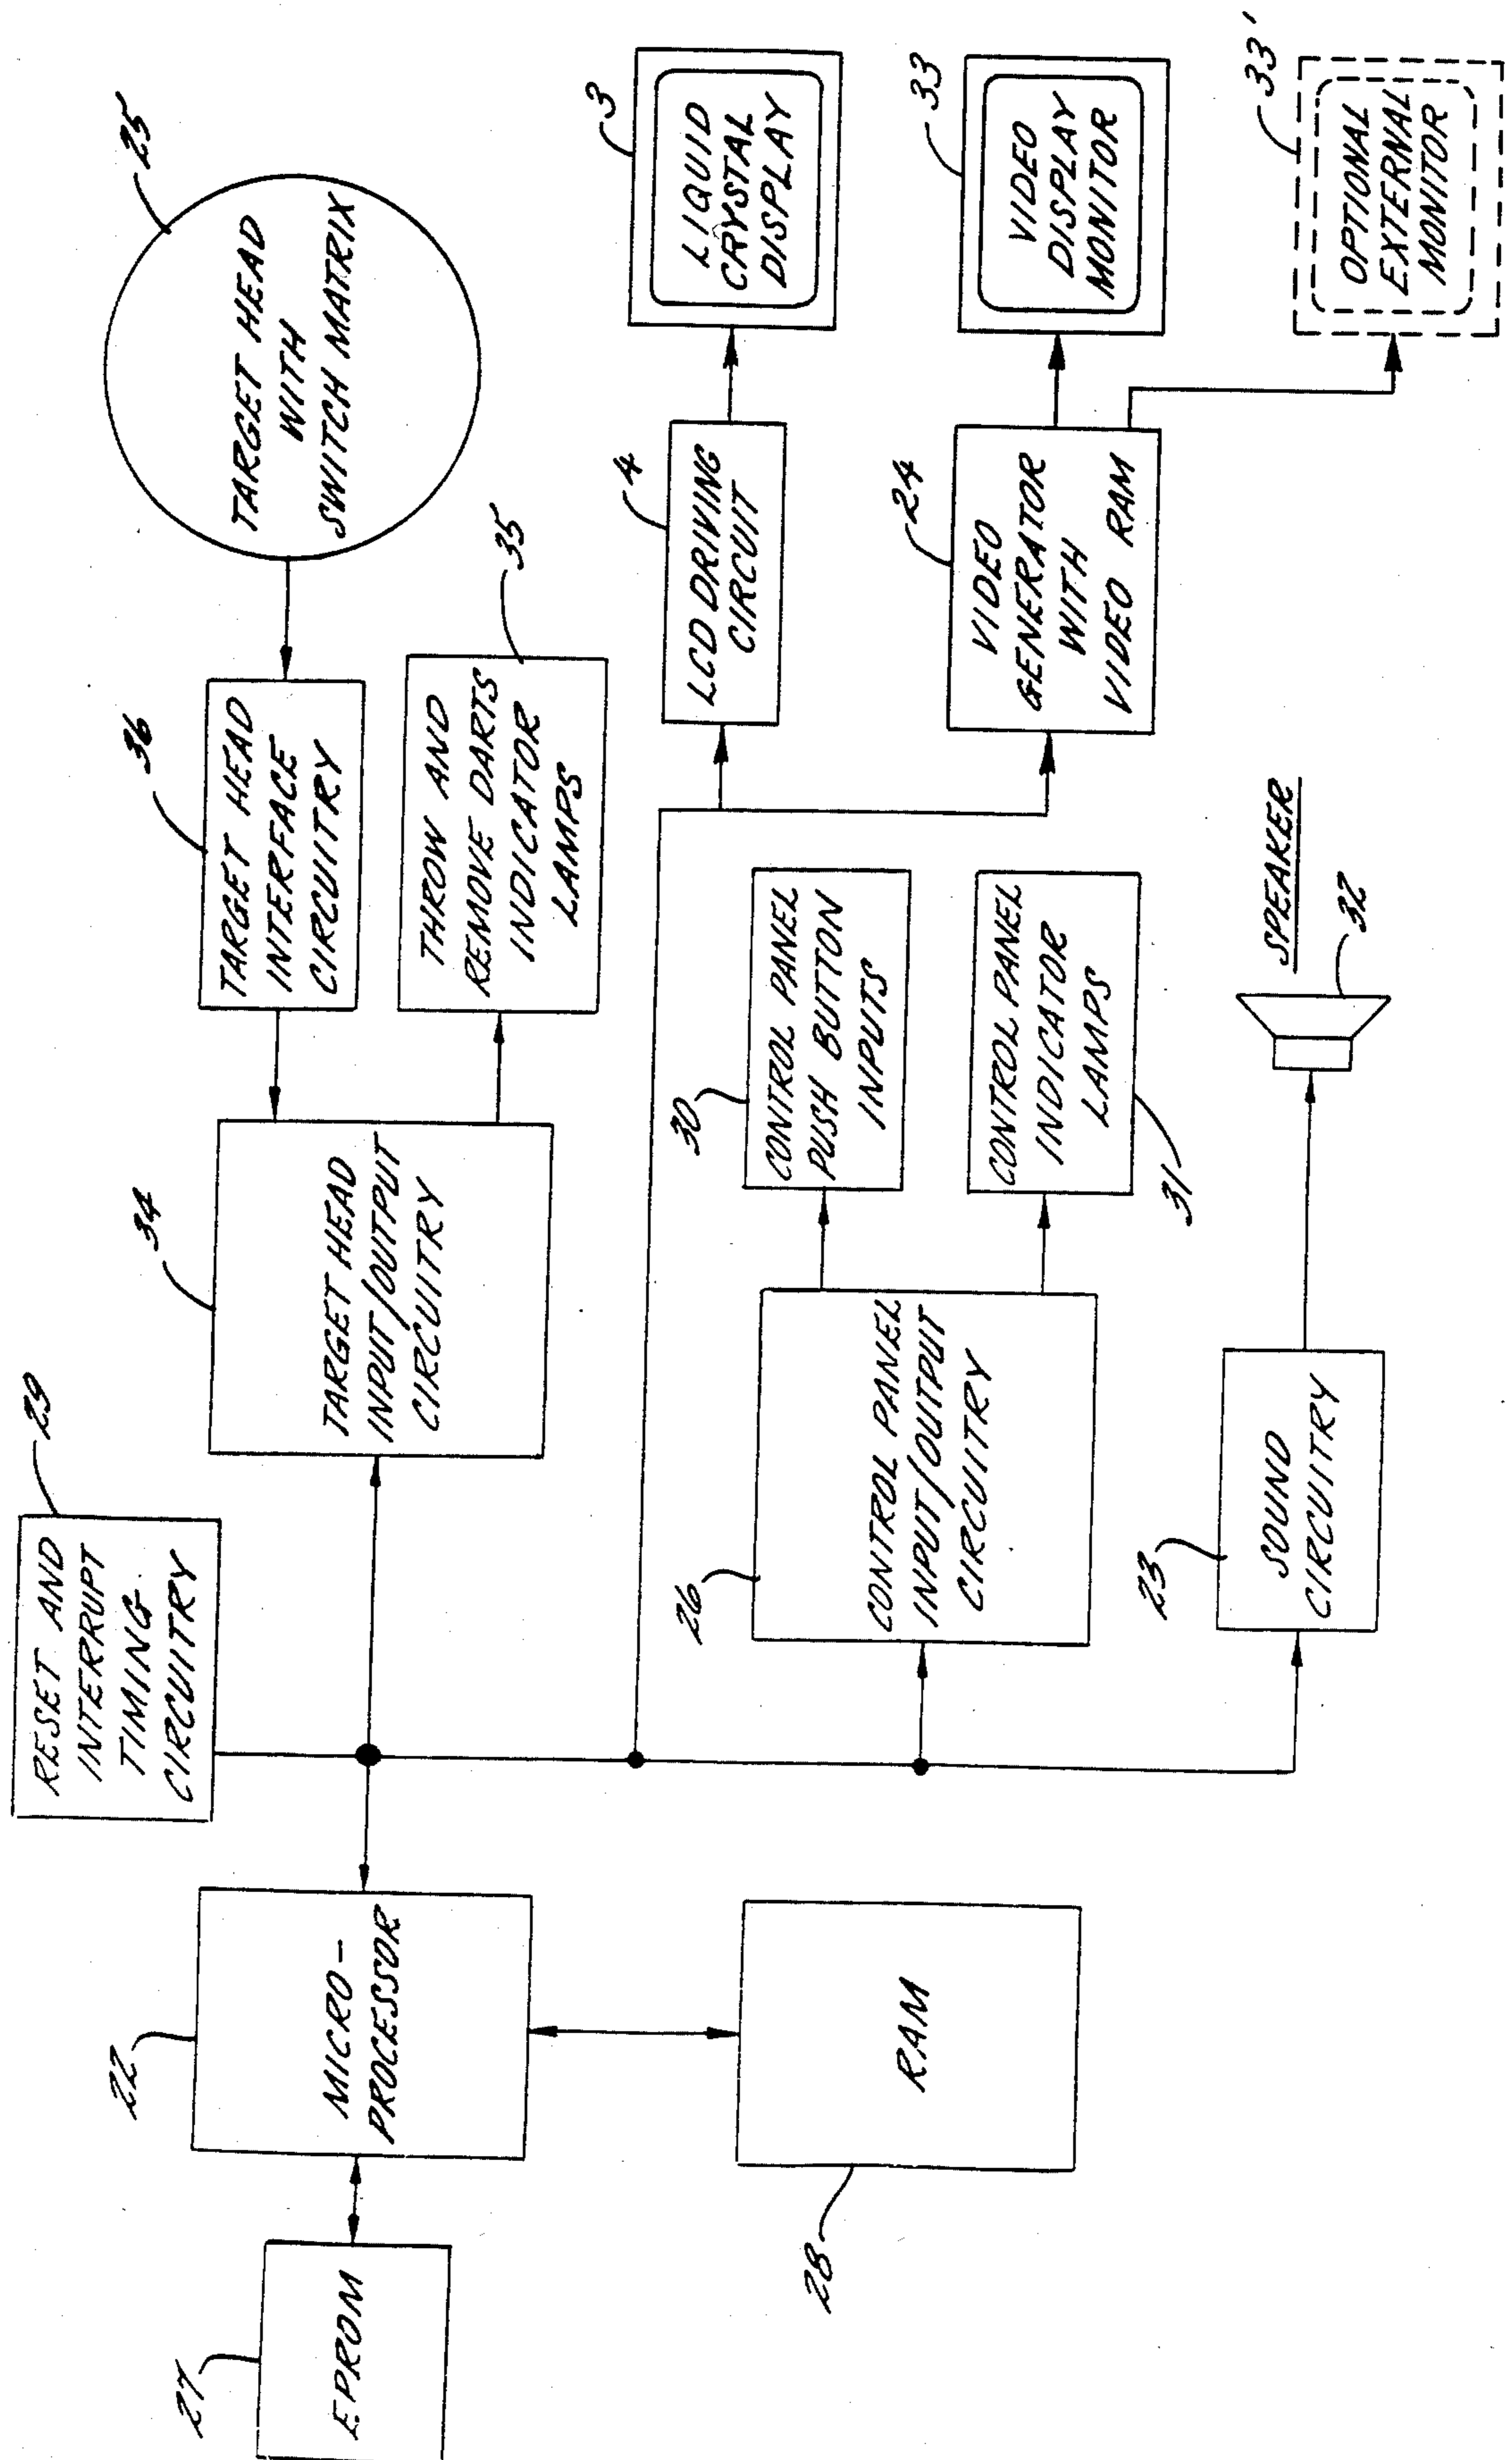 29
RESET AND
INTERRUPT
TIMING
CIRCUITRY
25
TARGET HEAD
WITH
SWITCH MATRIX
36
TARGET HEAD
INTERFACE
CIRCUITRY
34
TARGET HEAD
INPUT/OUTPUT
CIRCUITRY
THROW AND
REMOVE DARTS
INDICATOR
LAMPS
35
22
MICRO-
PROCESSOR
27
EPROM
28
RAM
3
LIQUID
CRYSTAL
DISPLAY
4
LCD DRIVING
CIRCUIT
30
CONTROL PANEL
PUSH BUTTON
INPUTS
26
CONTROL PANEL
INPUT/OUTPUT
CIRCUITRY
CONTROL PANEL
INDICATOR
LAMPS
31
24
VIDEO
GENERATOR
WITH
VIDEO RAM
33
VIDEO
DISPLAY
MONITOR
33'
OPTIONAL
EXTERNAL
MONITOR
23
SOUND
CIRCUITRY
SPEAKER
32